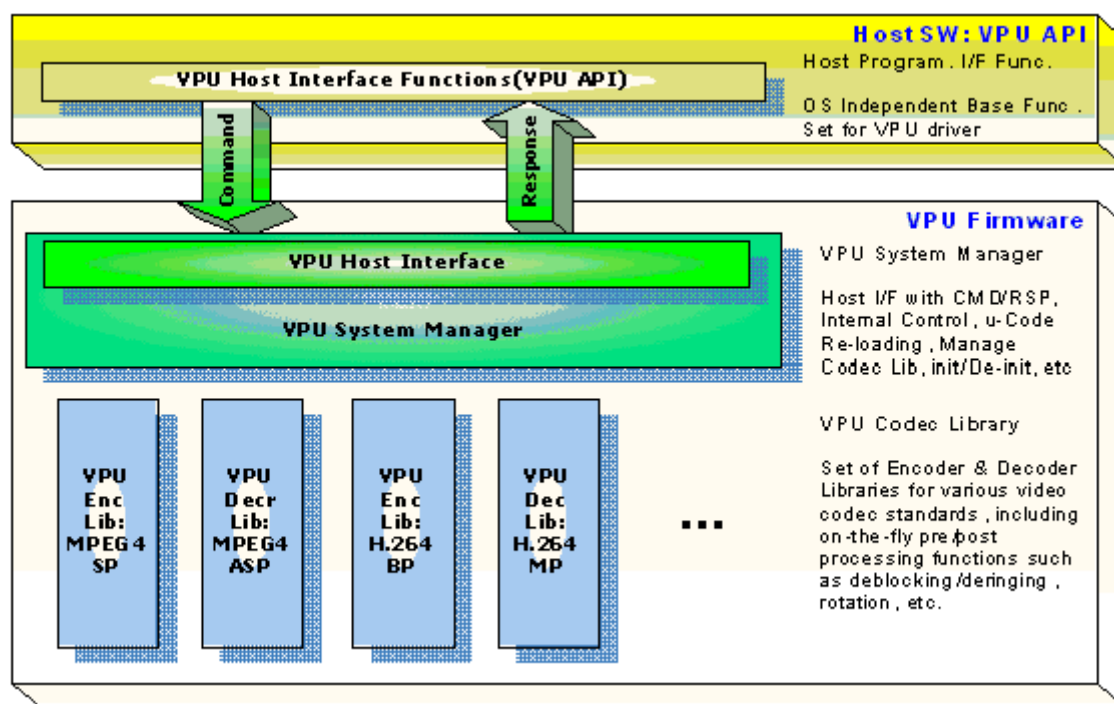 HostSW: VPU API
VPU Host Interface Functions(VPU API)
Host Program. I/F Func.
OS Independent Base Func.
Set for VPU driver
Command
Response
VPU Firmware
VPU Host Interface
VPU System Manager
VPU System Manager
Host I/F with CMD/RSP,
Internal Control, u-Code
Re-loading, Manage
Codec Lib, init/De-init, etc
VPU
Enc
Lib:
MPEG4
SP
VPU
Decr
Lib:
MPEG4
ASP
VPU
Enc
Lib:
H.264
BP
VPU
Dec
Lib:
H.264
MP
...
VPU Codec Library
Set of Encoder & Decoder
Libraries for various video
codec standards, including
on-the-fly pre/post
processing functions such
as deblocking/deringing,
rotation, etc.